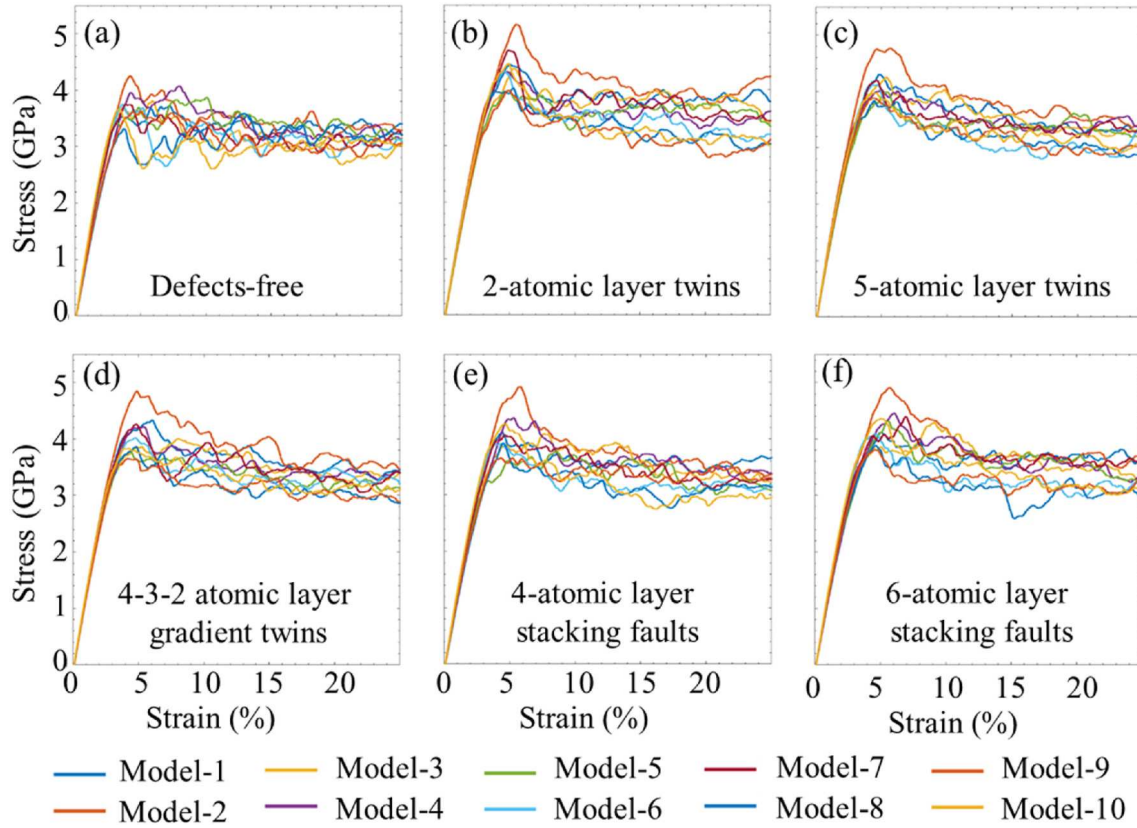 (a)
(b)
(c)
5
4
3
2
1
0
Stress (GPa)
Defects-free
2-atomic layer twins
5-atomic layer twins
(d)
(e)
(f)
5
4
3
2
1
0
Stress (GPa)
4-3-2 atomic layer
gradient twins
4-atomic layer
stacking faults
6-atomic layer
stacking faults
0 5 10 15 20
0 5 10 15 20
0 5 10 15 20
Strain (%)
Strain (%)
Strain (%)
Model-1 Model-3 Model-5 Model-7 Model-9
Model-2 Model-4 Model-6 Model-8 Model-10